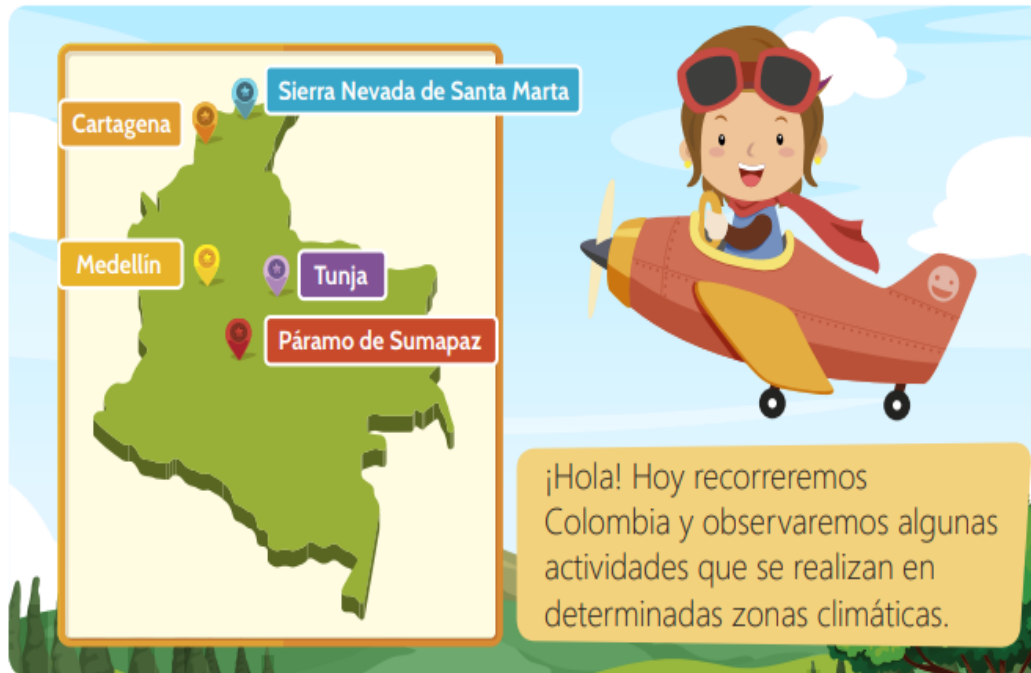 Sierra Nevada de Santa Marta
Cartagena
Medellín
Tunja
Páramo de Sumapaz
¡Hola! Hoy recorreremos
Colombia y observaremos algunas
actividades que se realizan en
determinadas zonas climáticas.